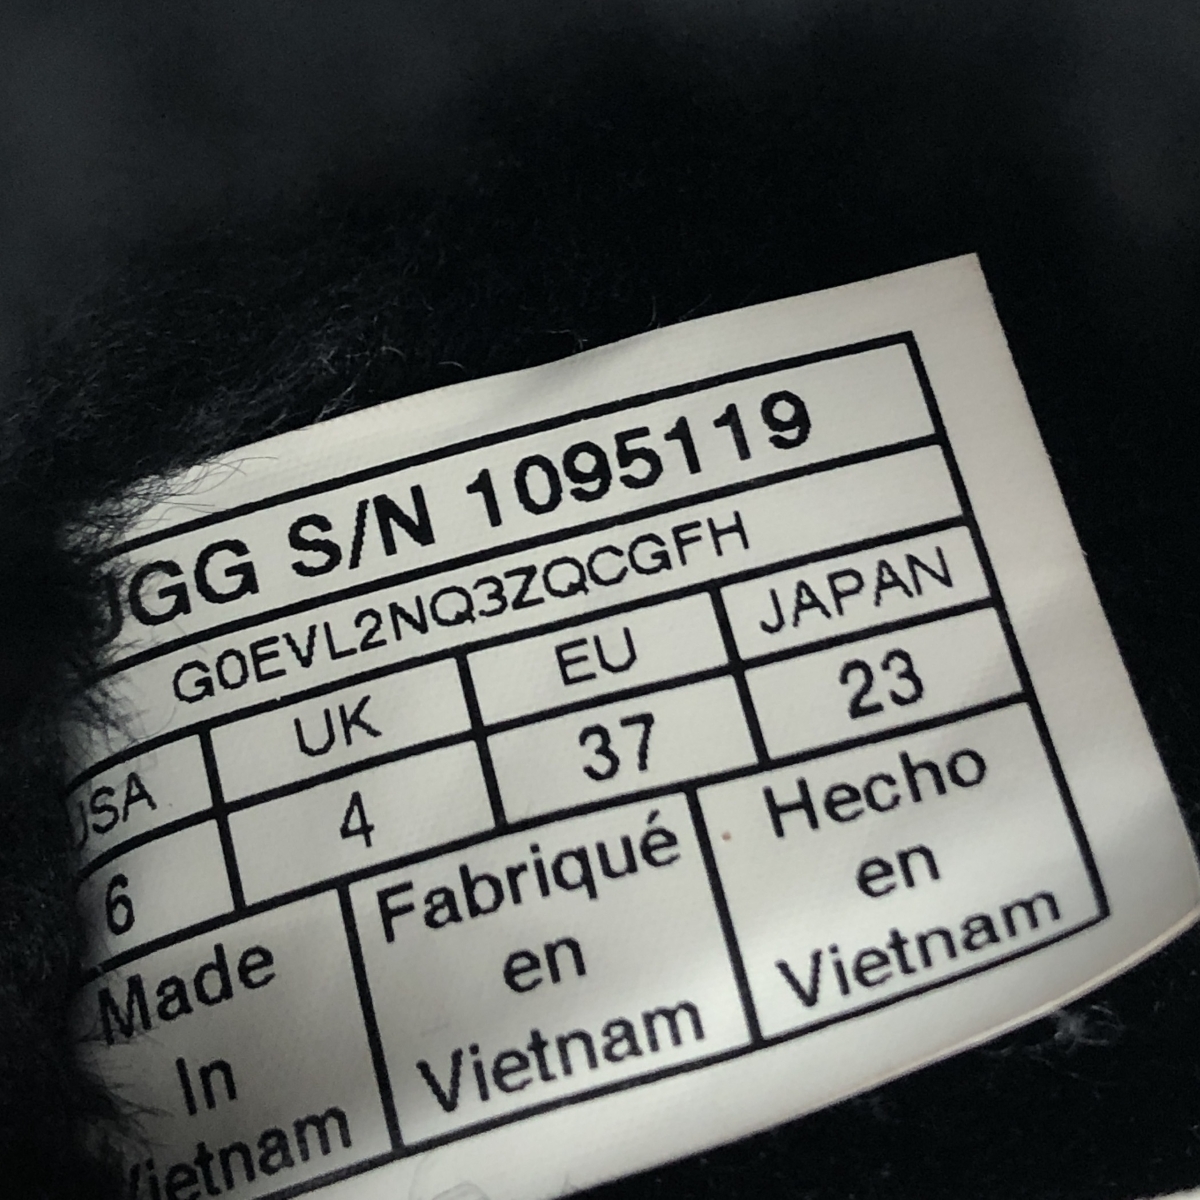 UGG S/N 1095119
G0EVL2NQ3ZQCGFH
USA UK EU JAPAN
6 4 37 23
Made In Vietnam
Fabriqué en Vietnam
Hecho en Vietnam